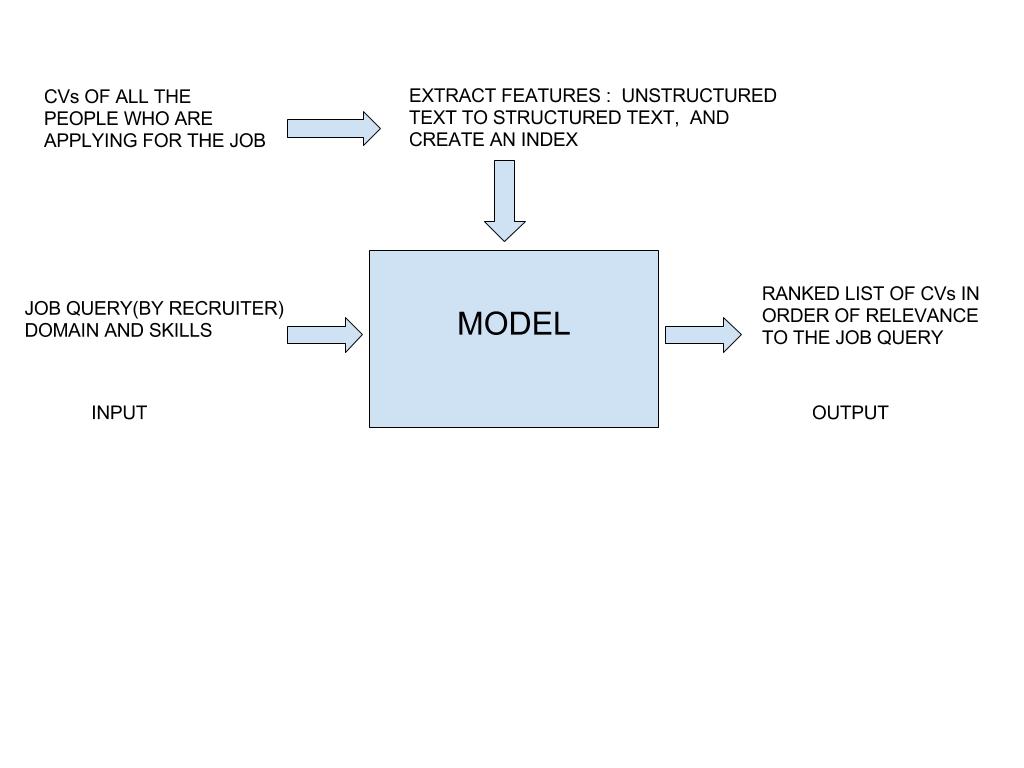 CVs OF ALL THE
PEOPLE WHO ARE
APPLYING FOR THE JOB
EXTRACT FEATURES :  UNSTRUCTURED
TEXT TO STRUCTURED TEXT,  AND
CREATE AN INDEX
JOB QUERY(BY RECRUITER)
DOMAIN AND SKILLS
MODEL
RANKED LIST OF CVs IN
ORDER OF RELEVANCE
TO THE JOB QUERY
INPUT
OUTPUT